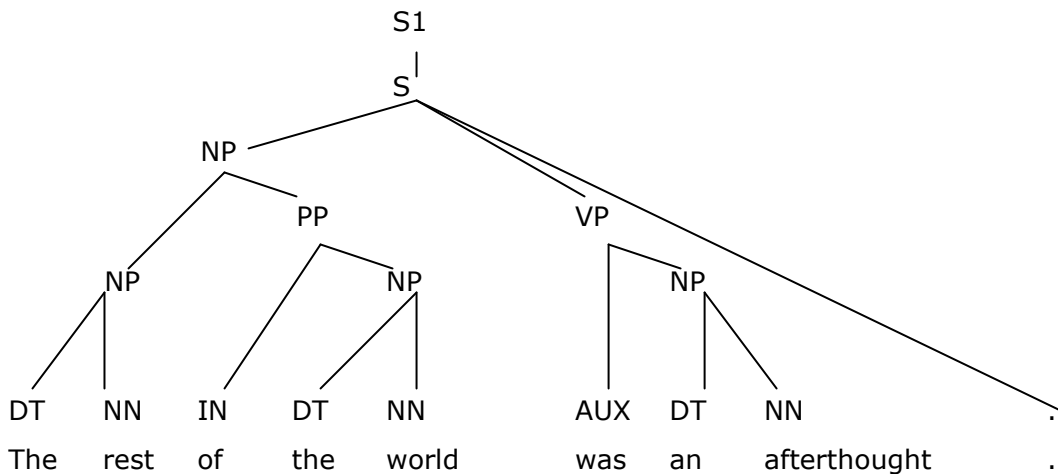 S1
S
NP
PP VP
NP NP NP
DT NN IN DT NN AUX DT NN .
The rest of the world was an afterthought .